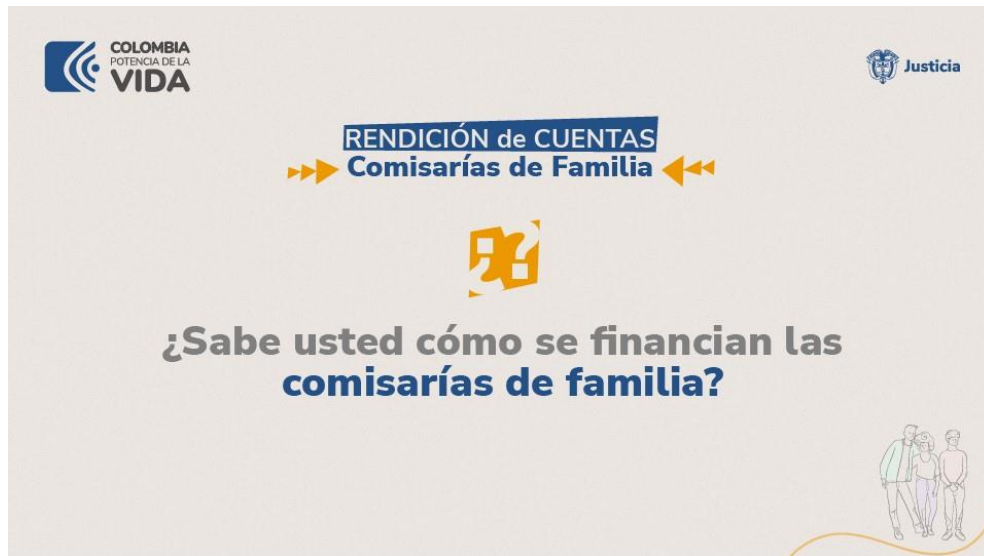 COLOMBIA
POTENCIA DE LA
VIDA
Justicia
RENDICIÓN de CUENTAS
Comisarías de Familia
¿?
¿Sabe usted cómo se financian las
comisarías de familia?